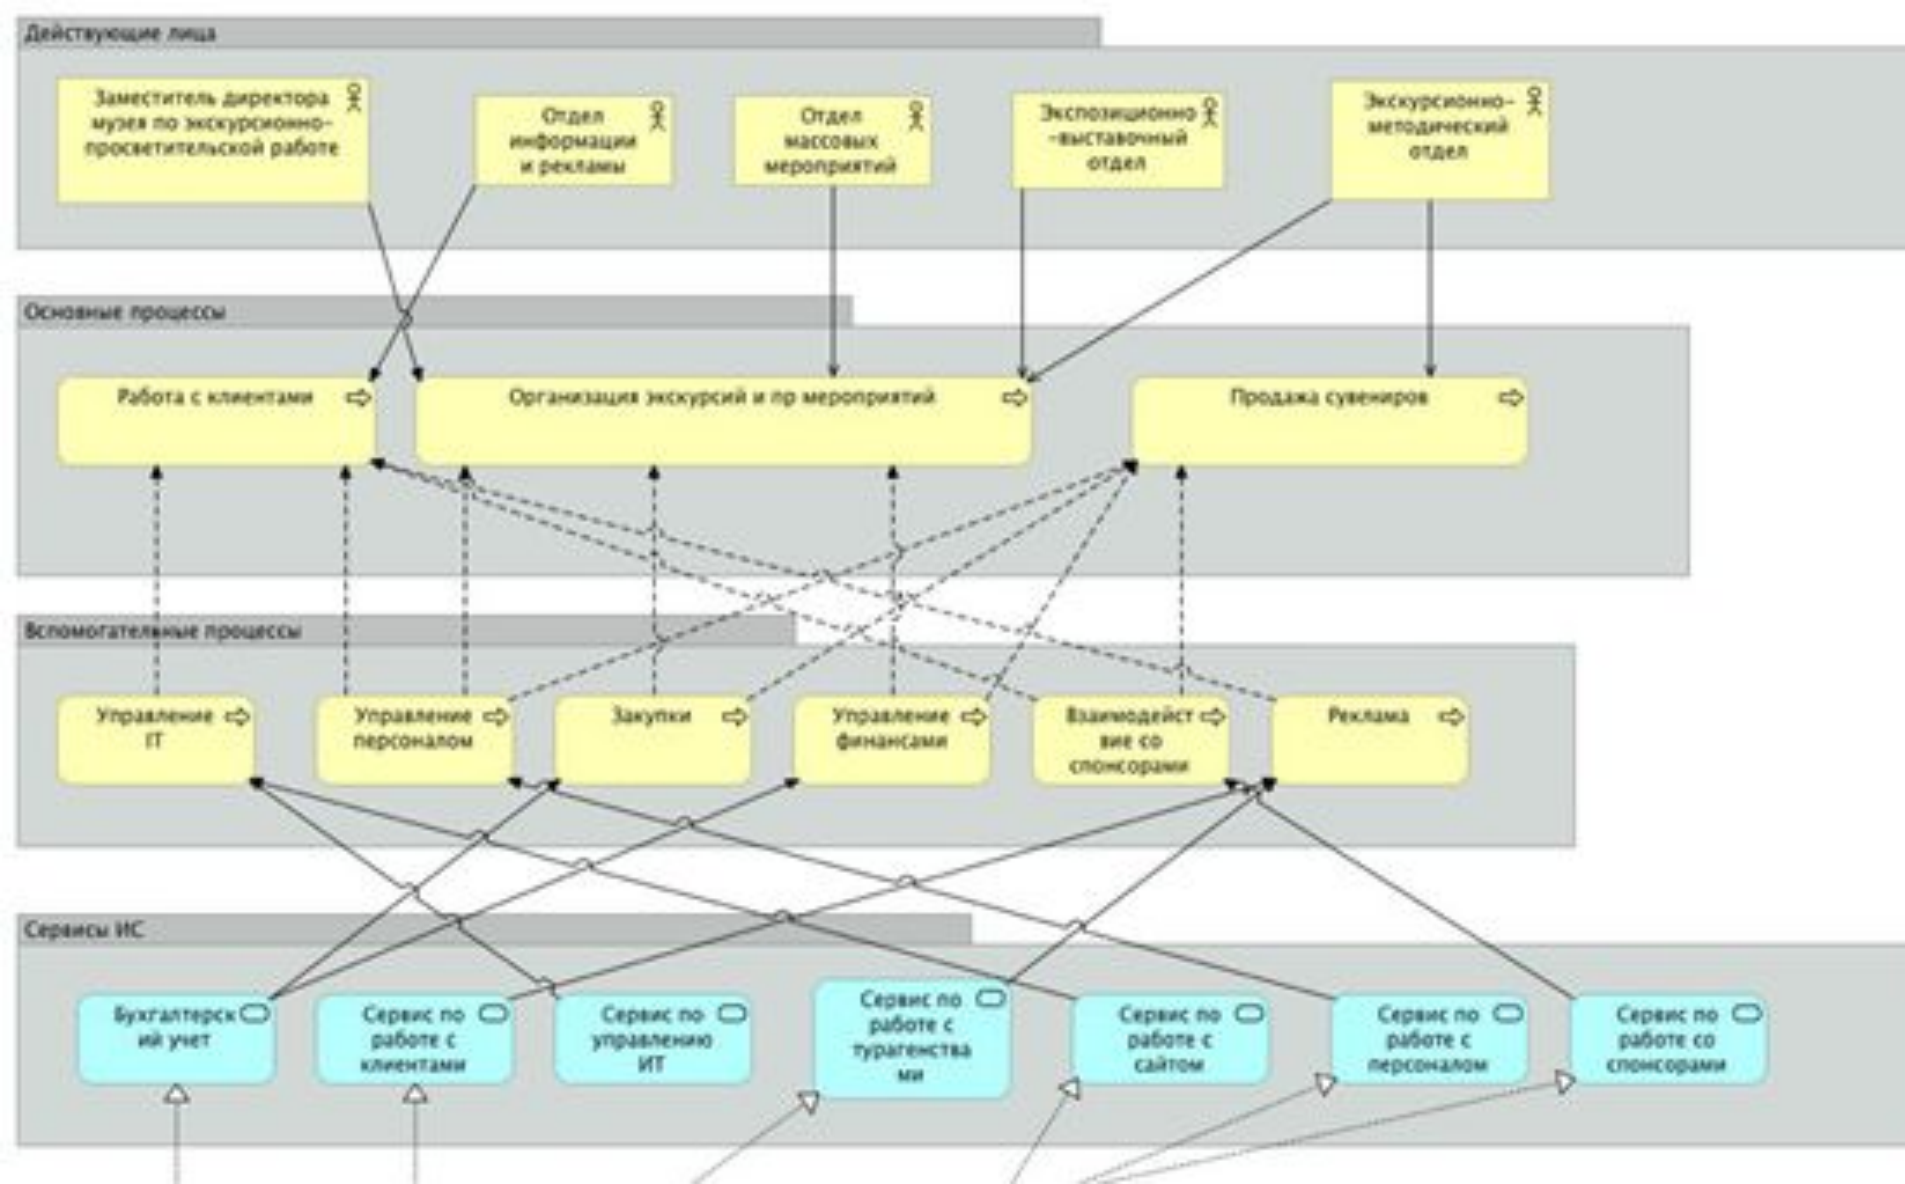 Действующие лица
Заместитель директора
музея по экскурсионно-
просветительской работе
Отдел
информации
и рекламы
Отдел
массовых
мероприятий
Экспозиционно
-выставочный
отдел
Экскурсионно-
методический
отдел
Основные процессы
Работа с клиентами
Организация экскурсий и пр мероприятий
Продажа сувениров
Вспомогательные процессы
Управление
IT
Управление
персоналом
Закупки
Управление
финансами
Взаимодейст
вие со
спонсорами
Реклама
Сервисы ИС
Бухгалтерск
ий учет
Сервис по
работе с
клиентами
Сервис по
управлению
ИТ
Сервис по
работе с
турагенства
ми
Сервис по
работе с
сайтом
Сервис по
работе с
персоналом
Сервис по
работе со
спонсорами